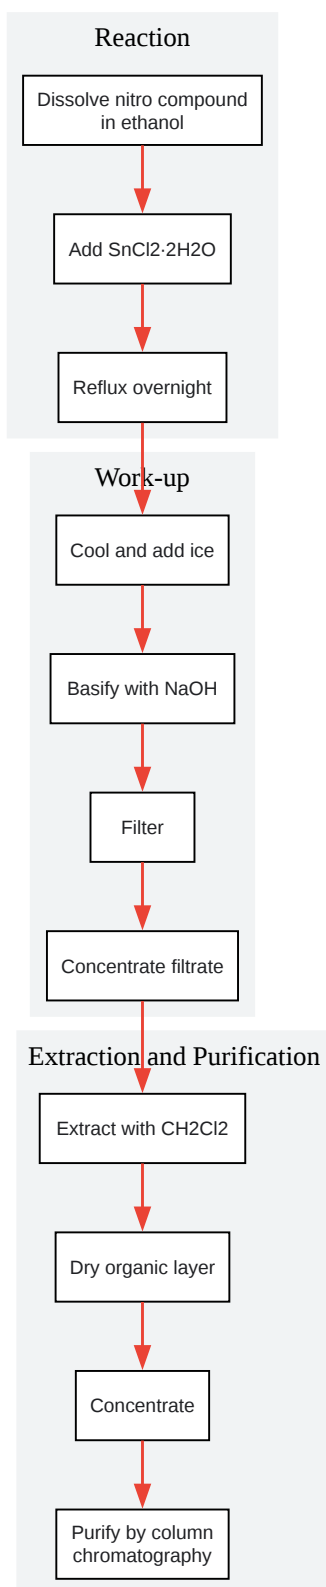 Reaction
Dissolve nitro compound
in ethanol
Add SnCl2·2H2O
Reflux overnight
Work-up
Cool and add ice
Basify with NaOH
Filter
Concentrate filtrate
Extraction and Purification
Extract with CH2Cl2
Dry organic layer
Concentrate
Purify by column
chromatography